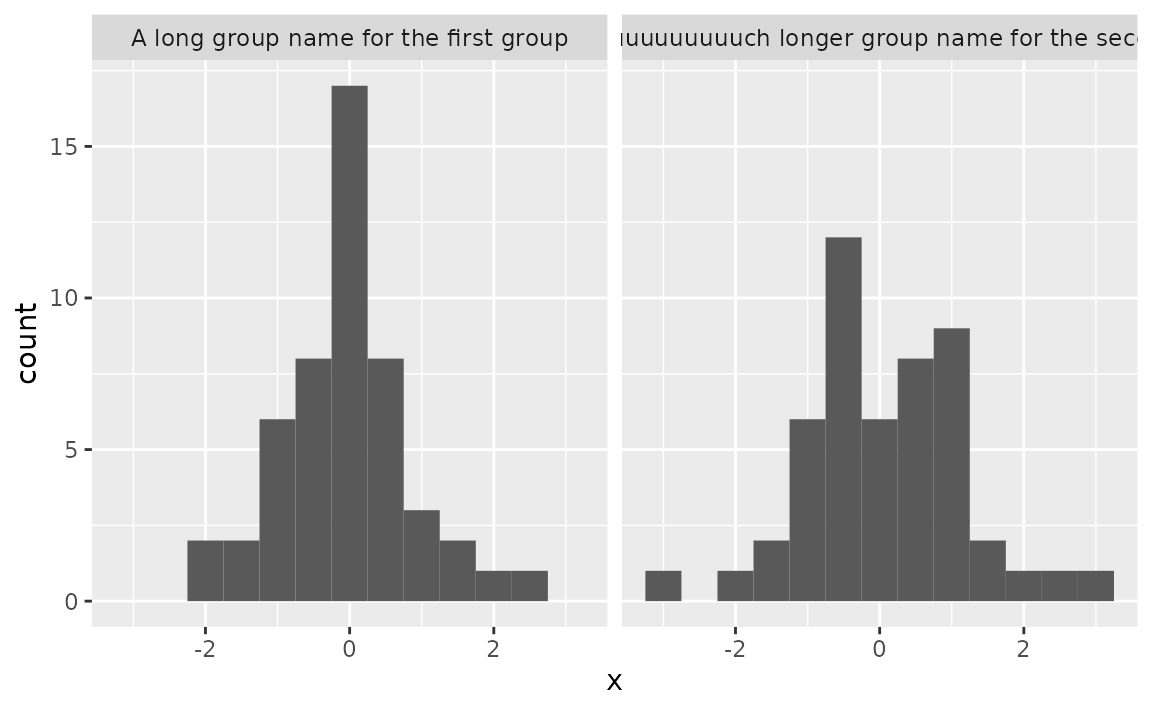 A long group name for the first group
uuuuuuuuch longer group name for the sec
15
10
5
0
count
-2 0 2
-2 0 2
x